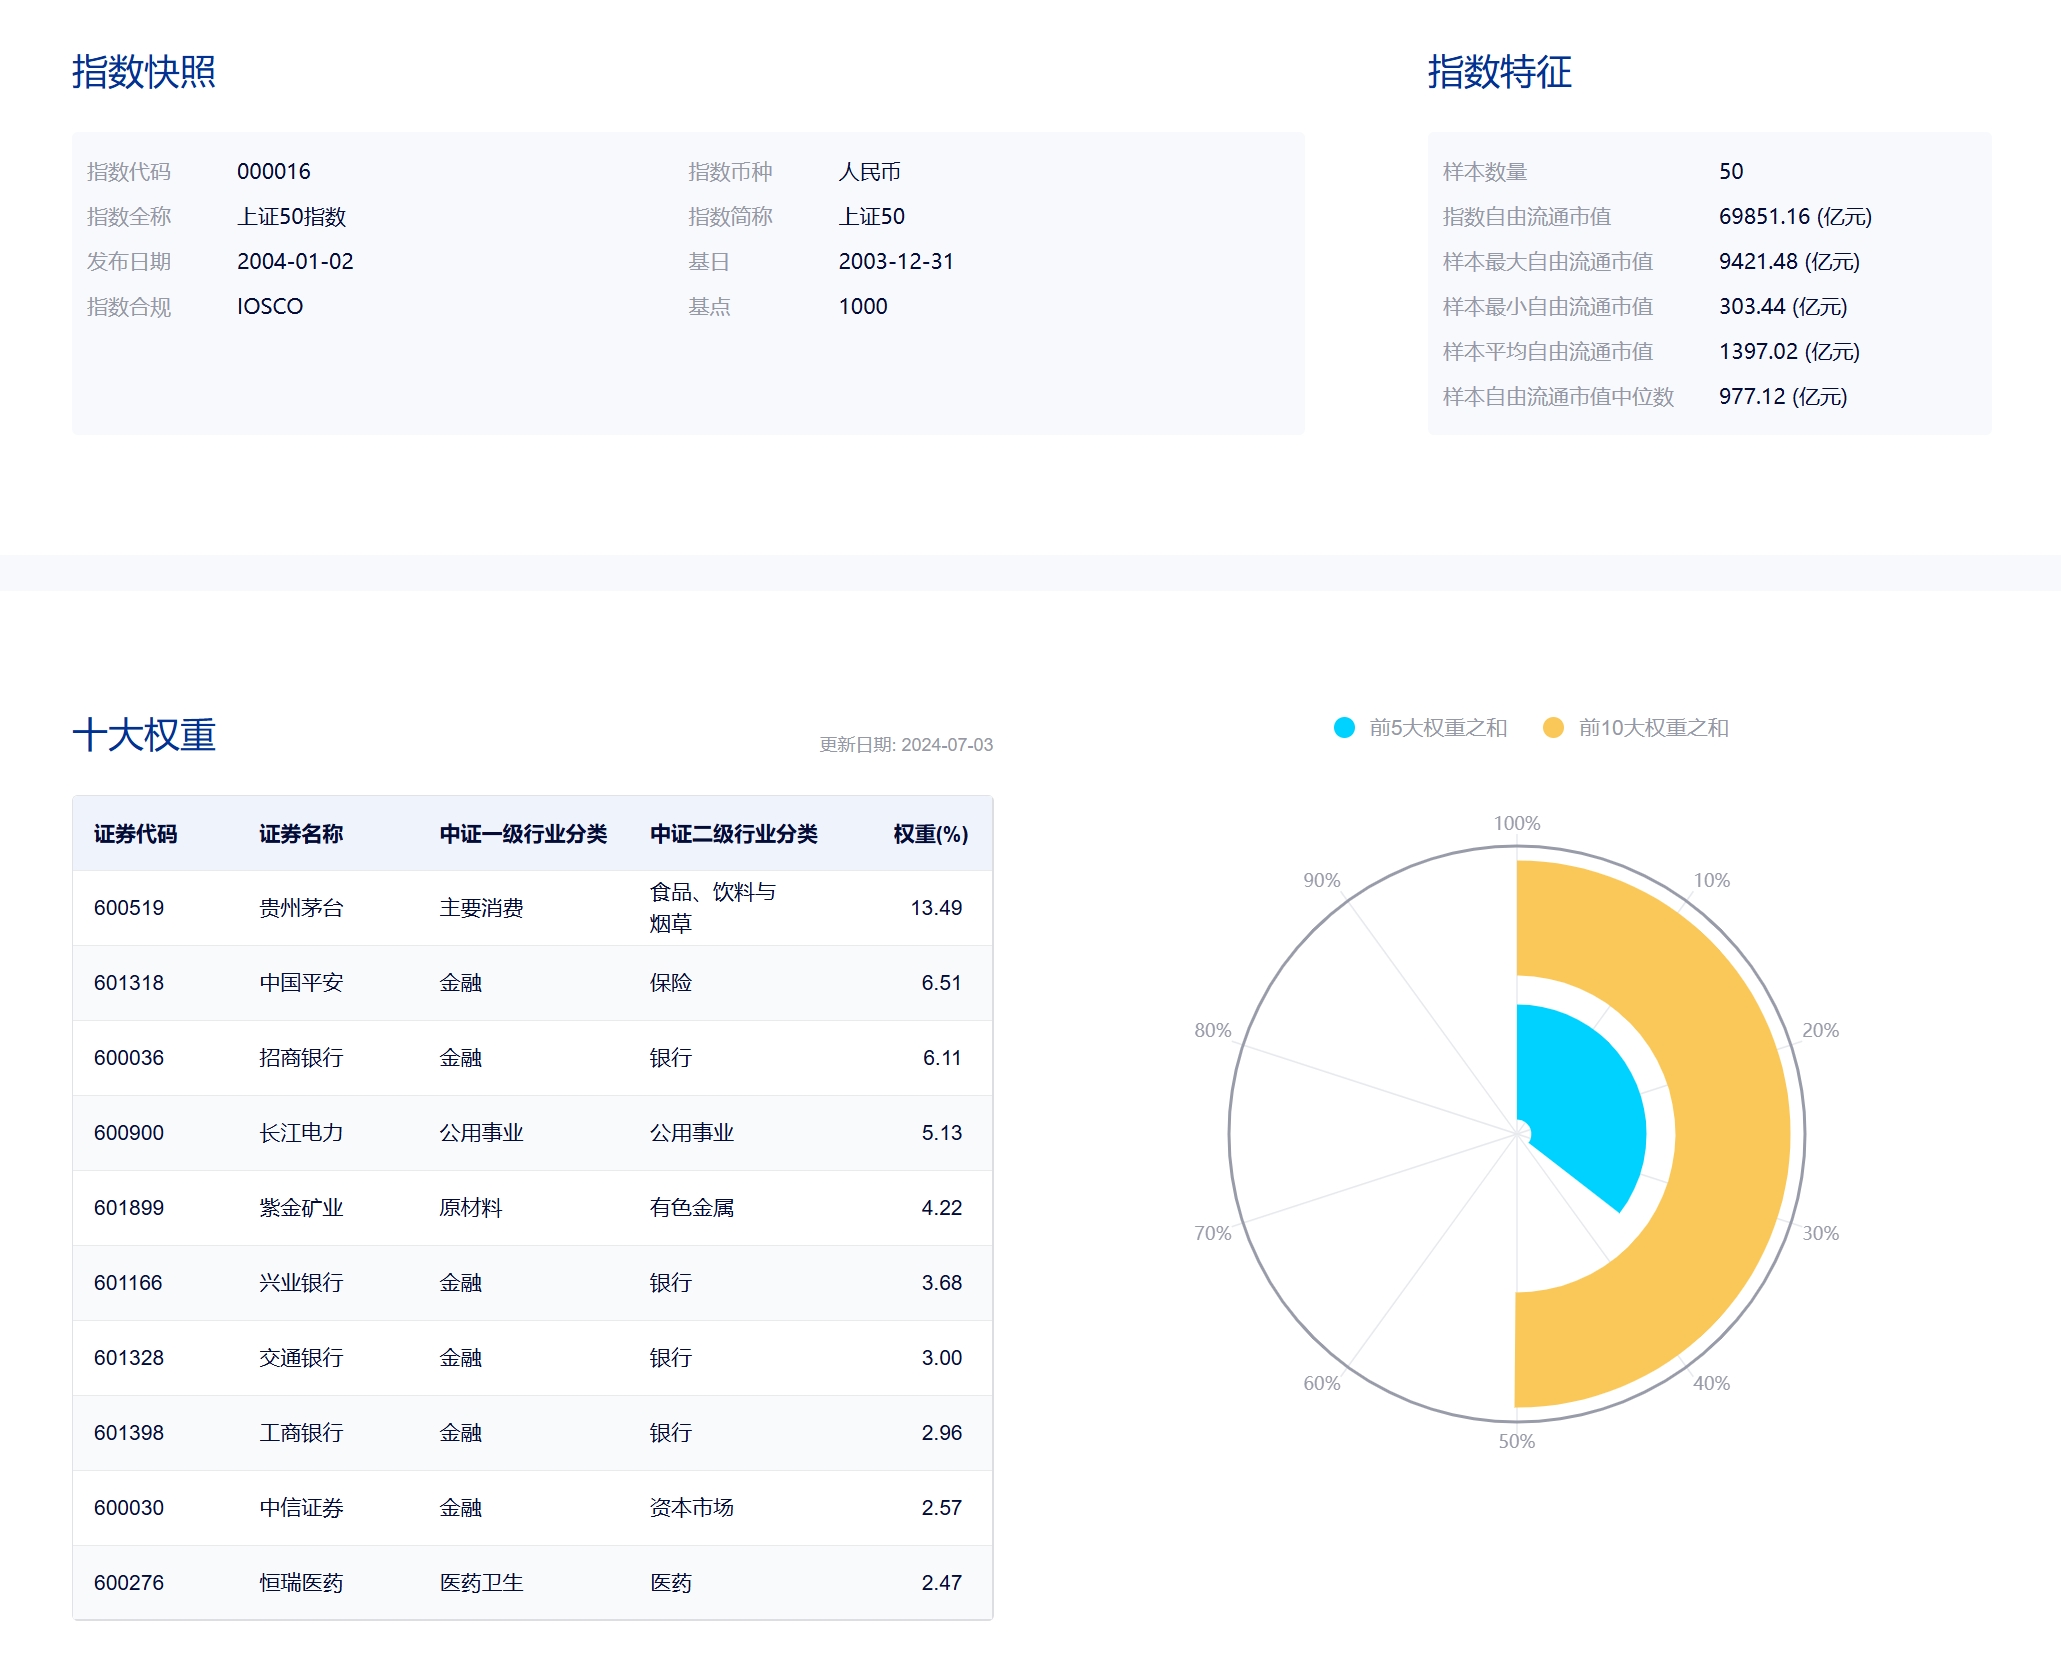 指数快照
指数代码 000016 指数币种 人民币
指数全称 上证50指数 指数简称 上证50
发布日期 2004-01-02 基日 2003-12-31
指数合规 IOSCO 基点 1000
指数特征
样本数量 50
指数自由流通市值 69851.16 (亿元)
样本最大自由流通市值 9421.48 (亿元)
样本最小自由流通市值 303.44 (亿元)
样本平均自由流通市值 1397.02 (亿元)
样本自由流通市值中位数 977.12 (亿元)
十大权重
更新日期: 2024-07-03
证券代码 证券名称 中证一级行业分类 中证二级行业分类 权重(%)
600519 贵州茅台 主要消费 食品、饮料与
烟草 13.49
601318 中国平安 金融 保险 6.51
600036 招商银行 金融 银行 6.11
600900 长江电力 公用事业 公用事业 5.13
601899 紫金矿业 原材料 有色金属 4.22
601166 兴业银行 金融 银行 3.68
601328 交通银行 金融 银行 3.00
601398 工商银行 金融 银行 2.96
600030 中信证券 金融 资本市场 2.57
600276 恒瑞医药 医药卫生 医药 2.47
前5大权重之和 前10大权重之和
100%
90% 10%
80% 20%
70% 30%
60% 40%
50%